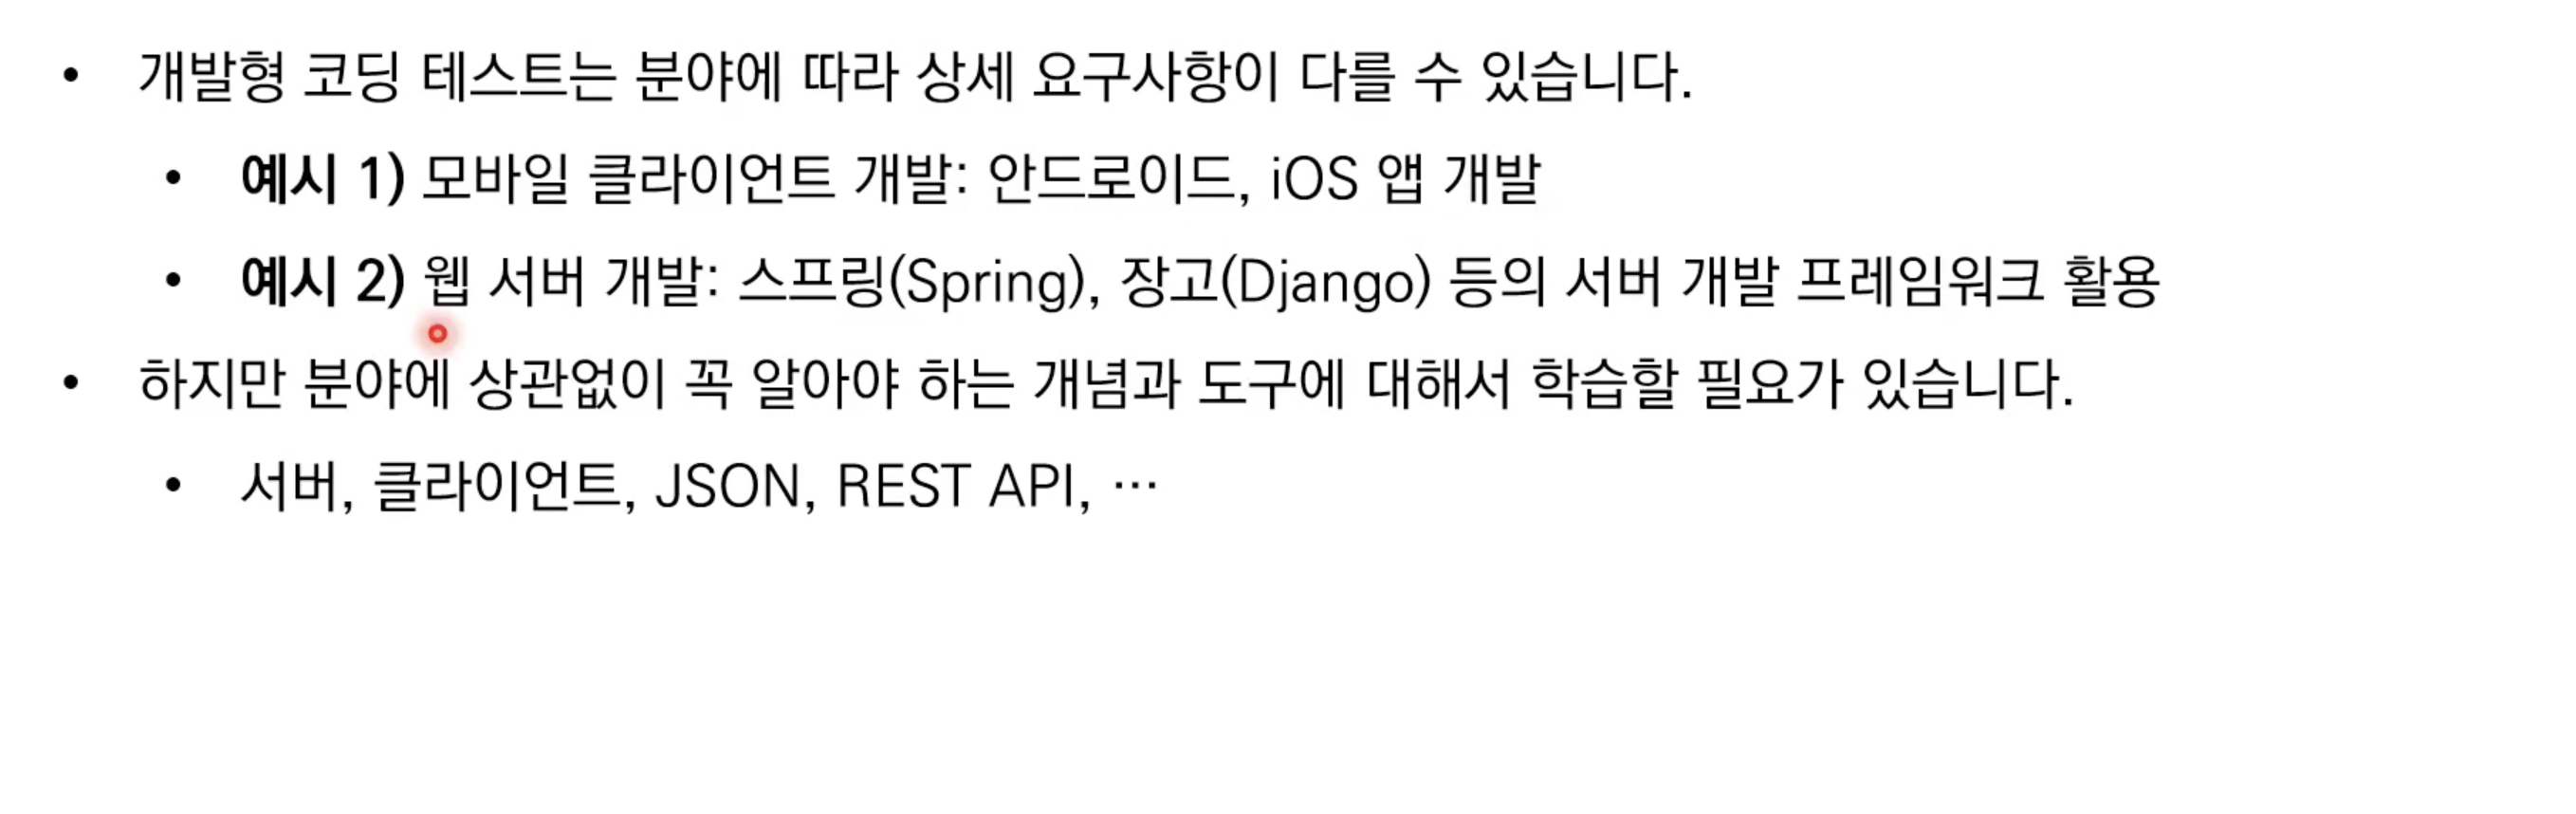 • 개발형 코딩 테스트는 분야에 따라 상세 요구사항이 다를 수 있습니다.
• 예시 1) 모바일 클라이언트 개발: 안드로이드, iOS 앱 개발
• 예시 2) 웹 서버 개발: 스프링(Spring), 장고(Django) 등의 서버 개발 프레임워크 활용
• 하지만 분야에 상관없이 꼭 알아야 하는 개념과 도구에 대해서 학습할 필요가 있습니다.
• 서버, 클라이언트, JSON, REST API, …